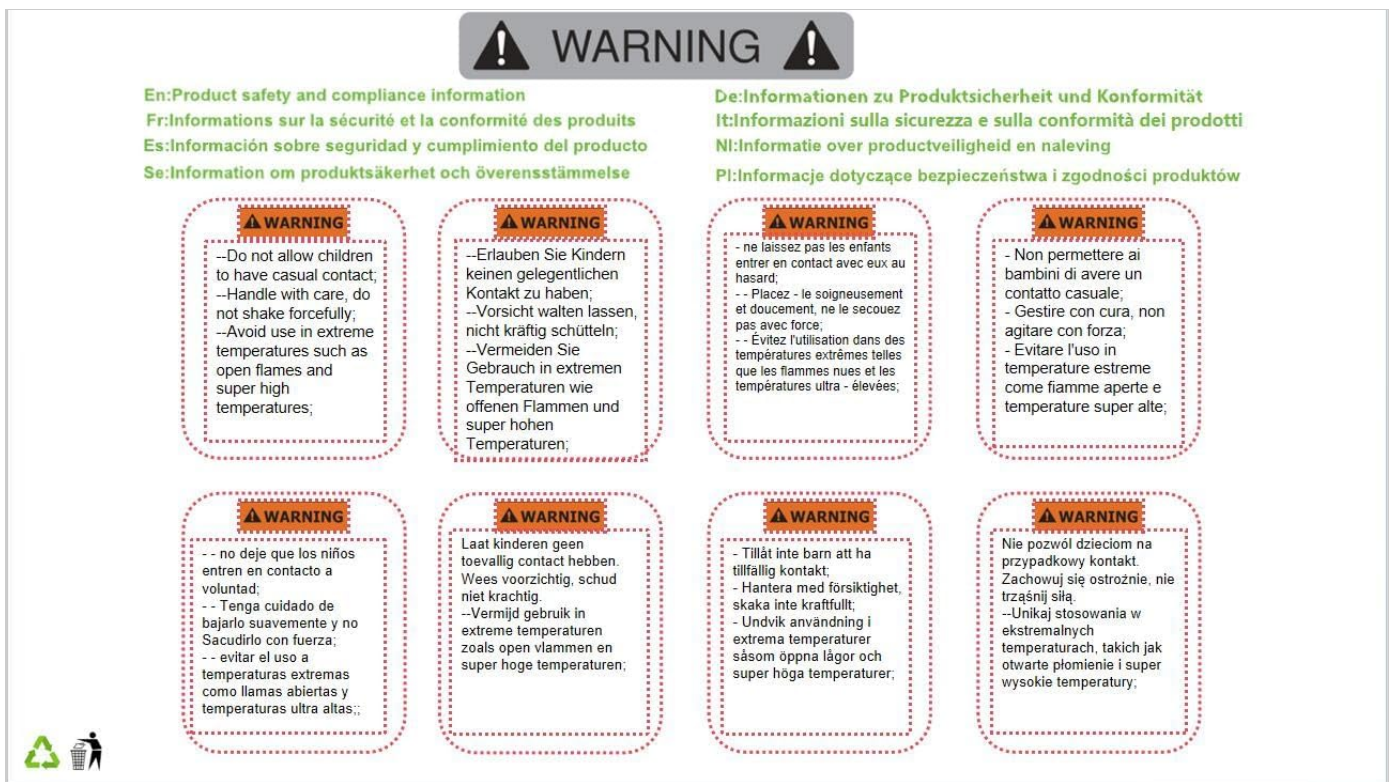 WARNING
En:Product safety and compliance information
Fr:Informations sur la sécurité et la conformité des produits
Es:Información sobre seguridad y cumplimiento del producto
Se:Information om produktsäkerhet och överensstämmelse
De:Informationen zu Produktsicherheit und Konformität
It:Informazioni sulla sicurezza e sulla conformità dei prodotti
Nl:Informatie over productveiligheid en naleving
Pl:Informacje dotyczące bezpieczeństwa i zgodności produktów
WARNING
--Do not allow children
to have casual contact;
--Handle with care, do
not shake forcefully;
--Avoid use in extreme
temperatures such as
open flames and
super high
temperatures;
WARNING
--Erlauben Sie Kindern
keinen gelegentlichen
Kontakt zu haben;
--Vorsicht walten lassen,
nicht kräftig schütteln;
--Vermeiden Sie
Gebrauch in extremen
Temperaturen wie
offenen Flammen und
super hohen
Temperaturen;
WARNING
- ne laissez pas les enfants
entrer en contact avec eux au
hasard;
- - Placez - le soigneusement
et doucement, ne le secouez
pas avec force;
- - Évitez l'utilisation dans des
températures extrêmes telles
que les flammes nues et les
températures ultra - élevées;
WARNING
- Non permettere ai
bambini di avere un
contatto casuale;
- Gestire con cura, non
agitare con forza;
- Evitare l'uso in
temperature estreme
come fiamme aperte e
temperature super alte;
WARNING
- - no deje que los niños
entren en contacto a
voluntad;
- - Tenga cuidado de
bajarlo suavemente y no
Sacudirlo con fuerza;
- - evitar el uso a
temperaturas extremas
como llamas abiertas y
temperaturas ultra altas;;
WARNING
Laat kinderen geen
toevallig contact hebben.
Wees voorzichtig, schud
niet krachtig.
--Vermijd gebruik in
extreme temperaturen
zoals open vlammen en
super hoge temperaturen;
WARNING
- Tillåt inte barn att ha
tillfällig kontakt;
- Hantera med försiktighet,
skaka inte kraftfullt;
- Undvik användning i
extrema temperaturer
såsom öppna lågor och
super höga temperaturer;
WARNING
Nie pozwól dzieciom na
przypadkowy kontakt.
Zachowuj się ostrożnie, nie
trząśnij siłą.
--Unikaj stosowania w
ekstremalnych
temperaturach, takich jak
otwarte płomienie i super
wysokie temperatury;